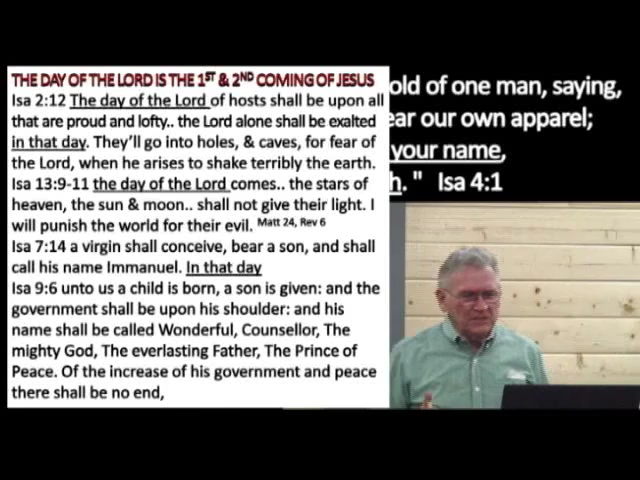 THE DAY OF THE LORD IS THE 1ST & 2ND COMING OF JESUS
Isa 2:12 The day of the Lord of hosts shall be upon all
that are proud and lofty.. the Lord alone shall be exalted
in that day. They'll go into holes, & caves, for fear of
the Lord, when he arises to shake terribly the earth.
Isa 13:9-11 the day of the Lord comes.. the stars of
heaven, the sun & moon.. shall not give their light. I
will punish the world for their evil. Matt 24, Rev 6
Isa 7:14 a virgin shall conceive, bear a son, and shall
call his name Immanuel. In that day
Isa 9:6 unto us a child is born, a son is given: and the
government shall be upon his shoulder: and his
name shall be called Wonderful, Counsellor, The
mighty God, The everlasting Father, The Prince of
Peace. Of the increase of his government and peace
there shall be no end,
old of one man, saying,
ear our own apparel;
your name,
h. " Isa 4:1